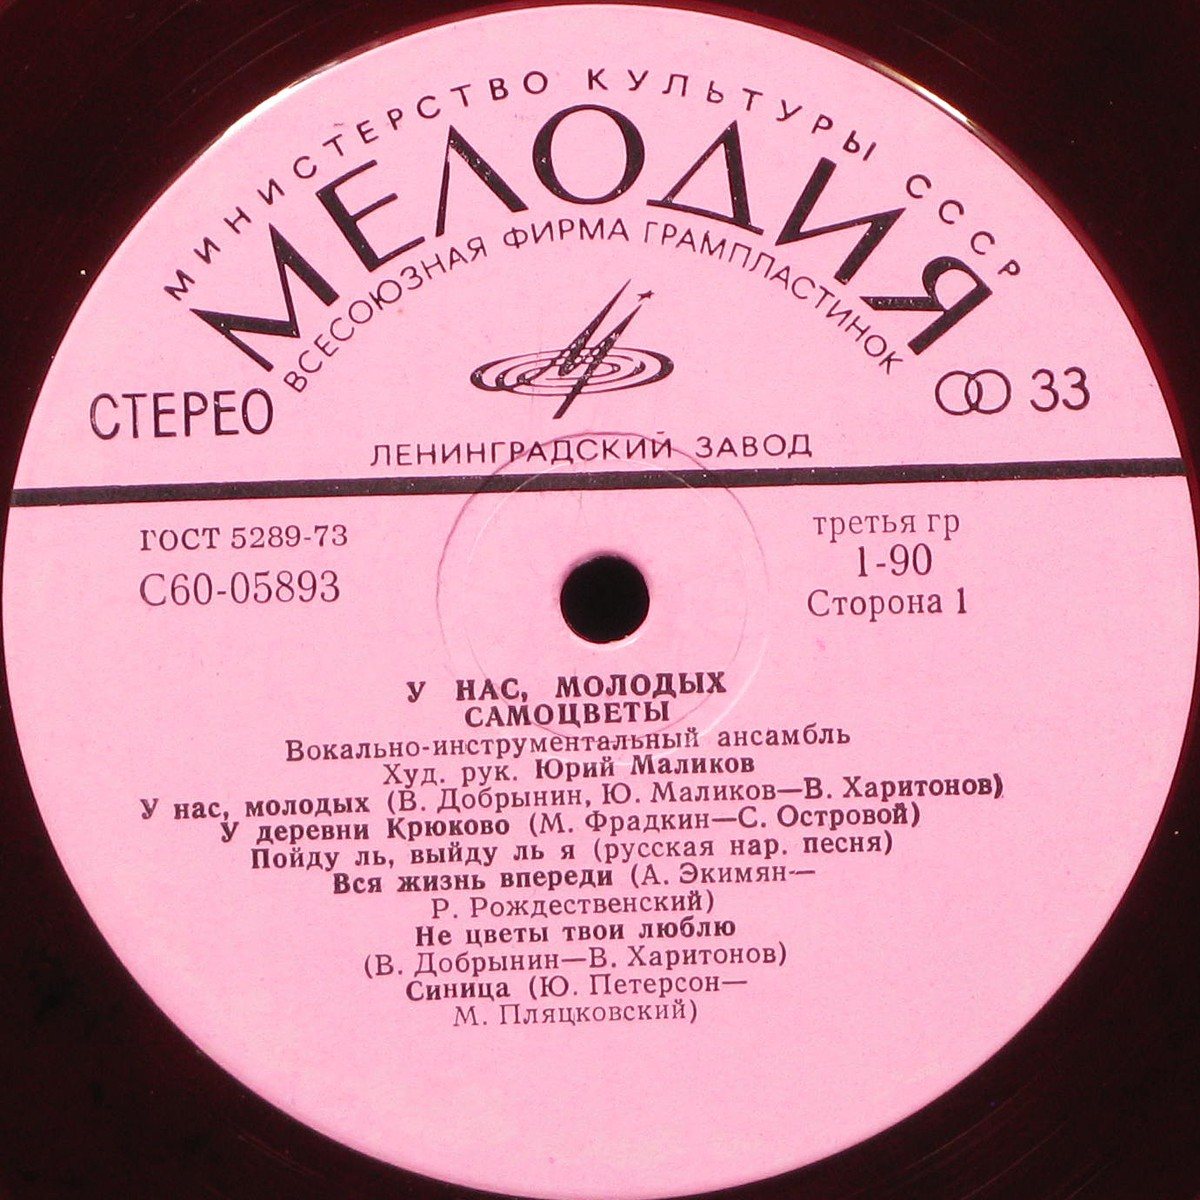 МИНИСТЕРСТВО КУЛЬТУРЫ СССР
МЕЛОДИЯ
ВСЕСОЮЗНАЯ ФИРМА ГРАМПЛАСТИНОК
СТЕРЕО
33
ЛЕНИНГРАДСКИЙ ЗАВОД
ГОСТ 5289-73
С60-05893
третья гр
1-90
Сторона 1
У НАС, МОЛОДЫХ
САМОЦВЕТЫ
Вокально-инструментальный ансамбль
Худ. рук. Юрий Маликов
У нас, молодых (В. Добрынин, Ю. Маликов—В. Харитонов)
У деревни Крюково (М. Фрадкин—С. Островой)
Пойду ль, выйду ль я (русская нар. песня)
Вся жизнь впереди (А. Экимян—
Р. Рождественский)
Не цветы твои люблю
(В. Добрынин—В. Харитонов)
Синица (Ю. Петерсон—
М. Пляцковский)